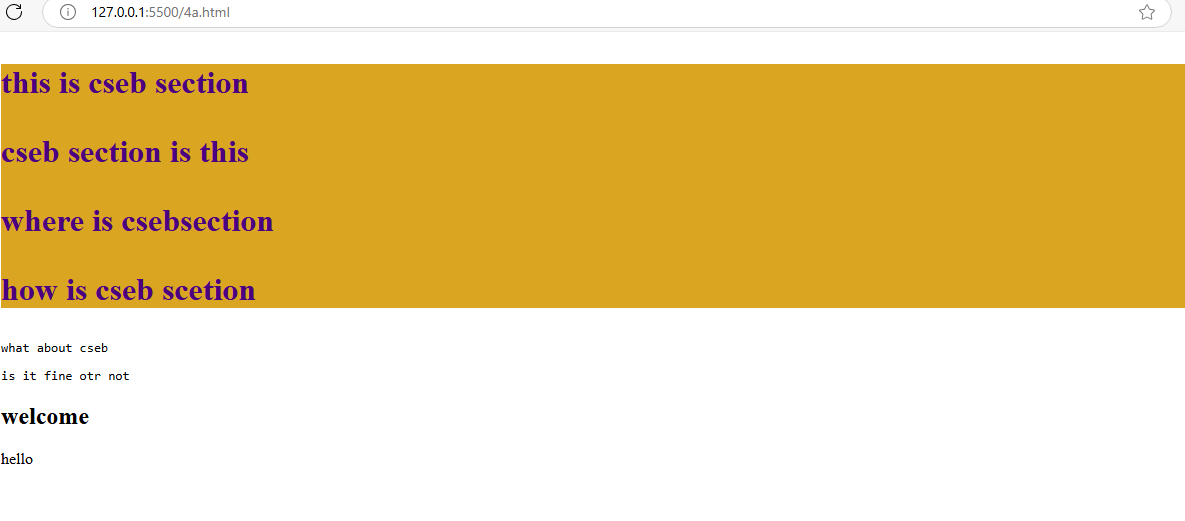 127.0.0.1:5500/4a.html
this is cseb section
cseb section is this
where is csebsection
how is cseb scetion
what about cseb
is it fine otr not
welcome
hello